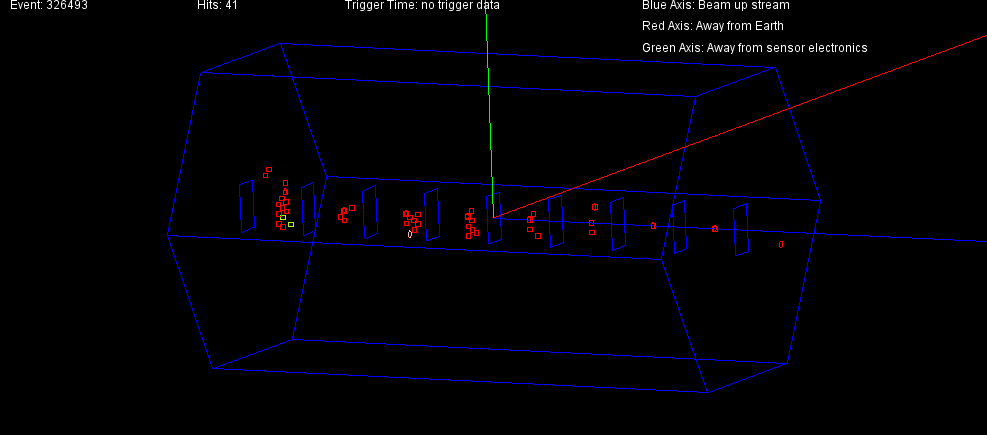 Event: 326493
Hits: 41
Trigger Time: no trigger data
Blue Axis: Beam up stream
Red Axis: Away from Earth
Green Axis: Away from sensor electronics